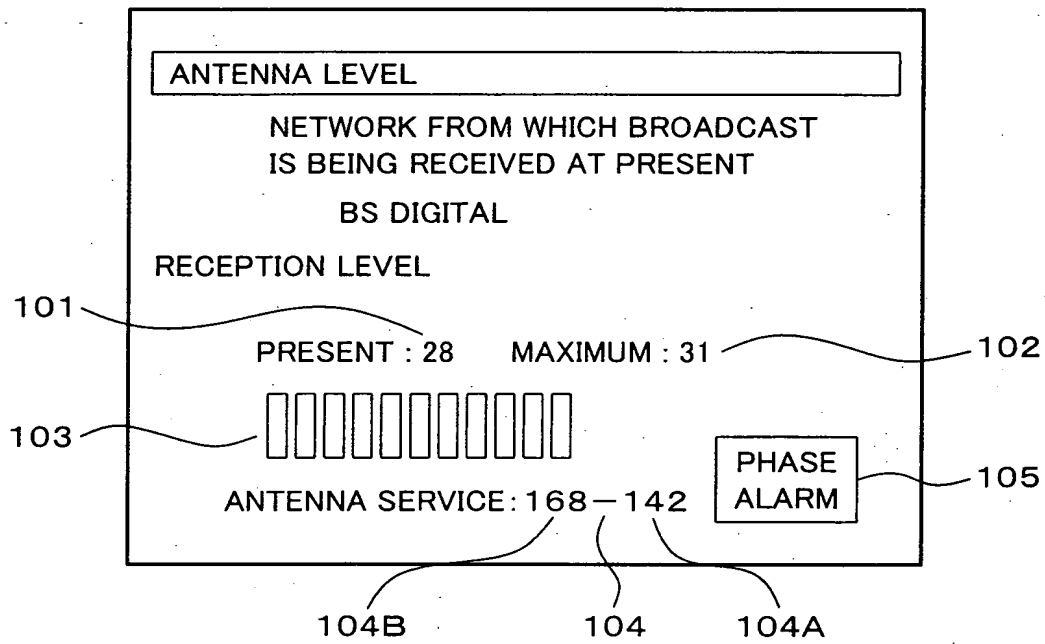 ANTENNA LEVEL
NETWORK FROM WHICH BROADCAST
IS BEING RECEIVED AT PRESENT
BS DIGITAL
RECEPTION LEVEL
101
PRESENT : 28 MAXIMUM : 31 102
103
PHASE
ALARM 105
ANTENNA SERVICE: 168-142
104B 104 104A